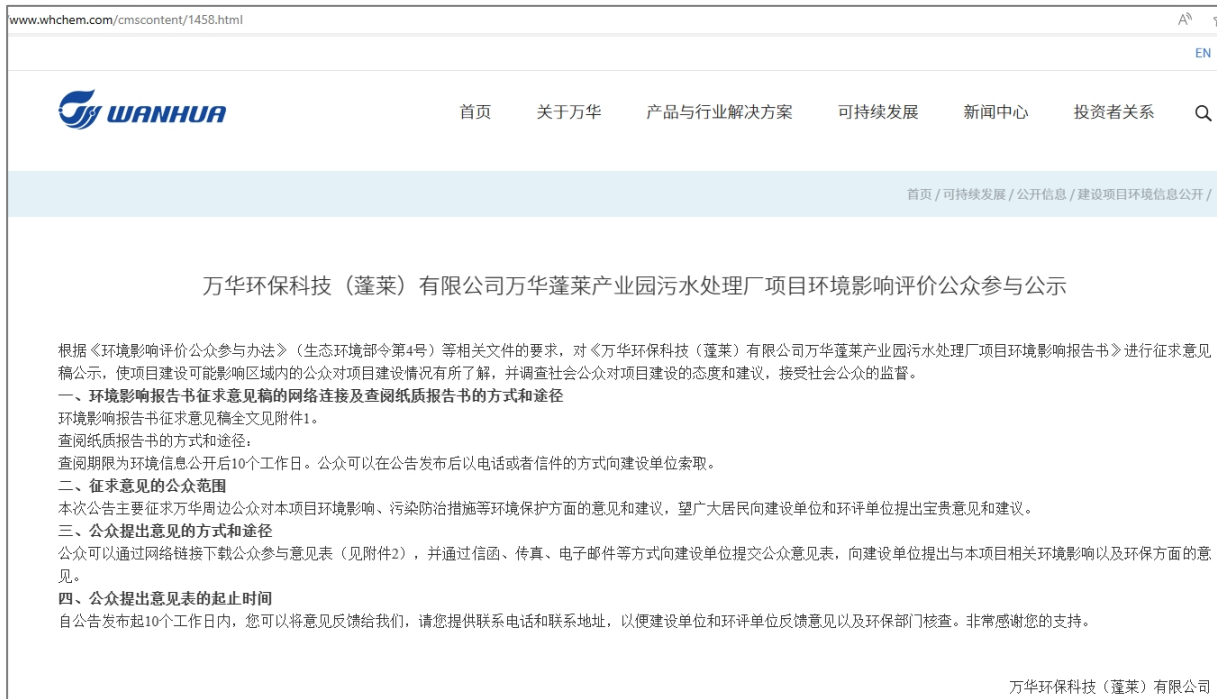 www.whchem.com/cmscontent/1458.html
EN
WANHUA 首页 关于万华 产品与行业解决方案 可持续发展 新闻中心 投资者关系
首页 / 可持续发展 / 公开信息 / 建设项目环境信息公开 /
万华环保科技（蓬莱）有限公司万华蓬莱产业园污水处理厂项目环境影响评价公众参与公示
根据《环境影响评价公众参与办法》（生态环境部令第4号）等相关文件的要求，对《万华环保科技（蓬莱）有限公司万华蓬莱产业园污水处理厂项目环境影响报告书》进行征求意见
稿公示，使项目建设可能影响区域内的公众对项目建设情况有所了解，并调查社会公众对项目建设的态度和建议，接受社会公众的监督。
一、环境影响报告书征求意见稿的网络连接及查阅纸质报告书的方式和途径
环境影响报告书征求意见稿全文见附件1。
查阅纸质报告书的方式和途径：
查阅期限为环境信息公开后10个工作日。公众可以在公告发布后以电话或者信件的方式向建设单位索取。
二、征求意见的公众范围
本次公告主要征求万华周边公众对本项目环境影响、污染防治措施等环境保护方面的意见和建议，望广大居民向建设单位和环评单位提出宝贵意见和建议。
三、公众提出意见的方式和途径
公众可以通过网络链接下载公众参与意见表（见附件2），并通过信函、传真、电子邮件等方式向建设单位提交公众意见表，向建设单位提出与本项目相关环境影响以及环保方面的意
见。
四、公众提出意见表的起止时间
自公告发布起10个工作日内，您可以将意见反馈给我们，请您提供联系电话和联系地址，以便建设单位和环评单位反馈意见以及环保部门核查。非常感谢您的支持。
万华环保科技（蓬莱）有限公司